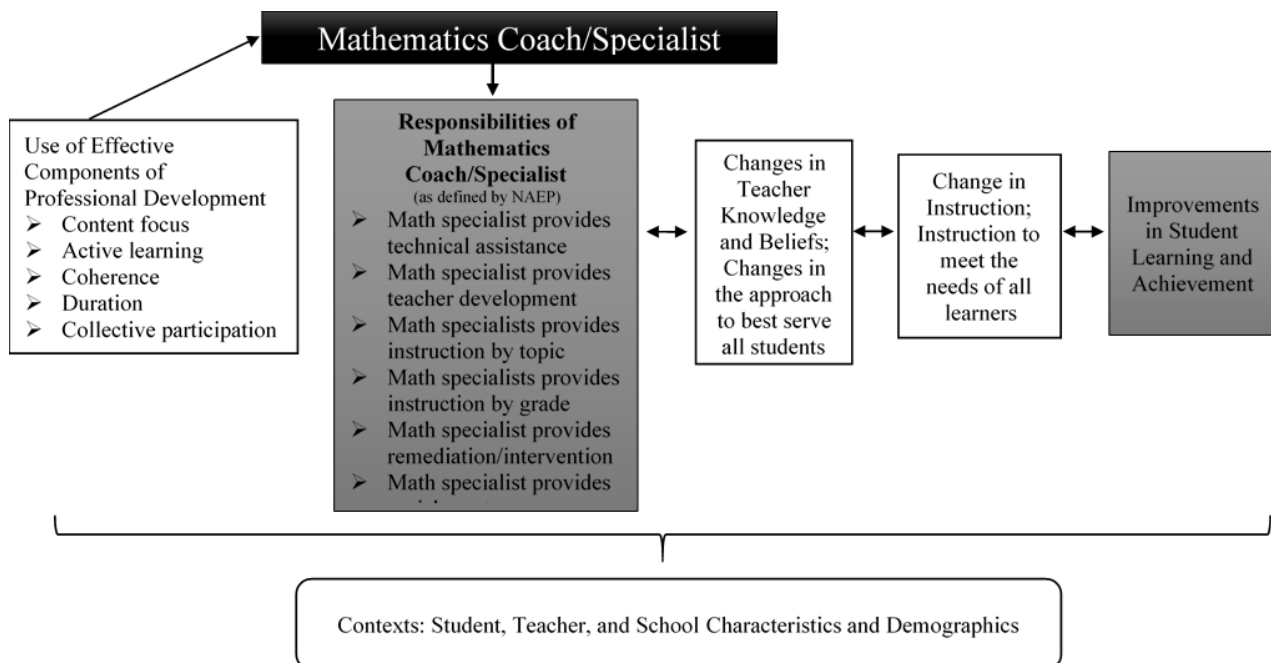 Mathematics Coach/Specialist
Use of Effective
Components of
Professional Development
➢ Content focus
➢ Active learning
➢ Coherence
➢ Duration
➢ Collective participation
Responsibilities of
Mathematics
Coach/Specialist
(as defined by NAEP)
➢ Math specialist provides
technical assistance
➢ Math specialist provides
teacher development
➢ Math specialists provides
instruction by topic
➢ Math specialists provides
instruction by grade
➢ Math specialist provides
remediation/intervention
➢ Math specialist provides
Changes in
Teacher
Knowledge
and Beliefs;
Changes in
the approach
to best serve
all students
Change in
Instruction;
Instruction to
meet the
needs of all
learners
Improvements
in Student
Learning and
Achievement
Contexts: Student, Teacher, and School Characteristics and Demographics